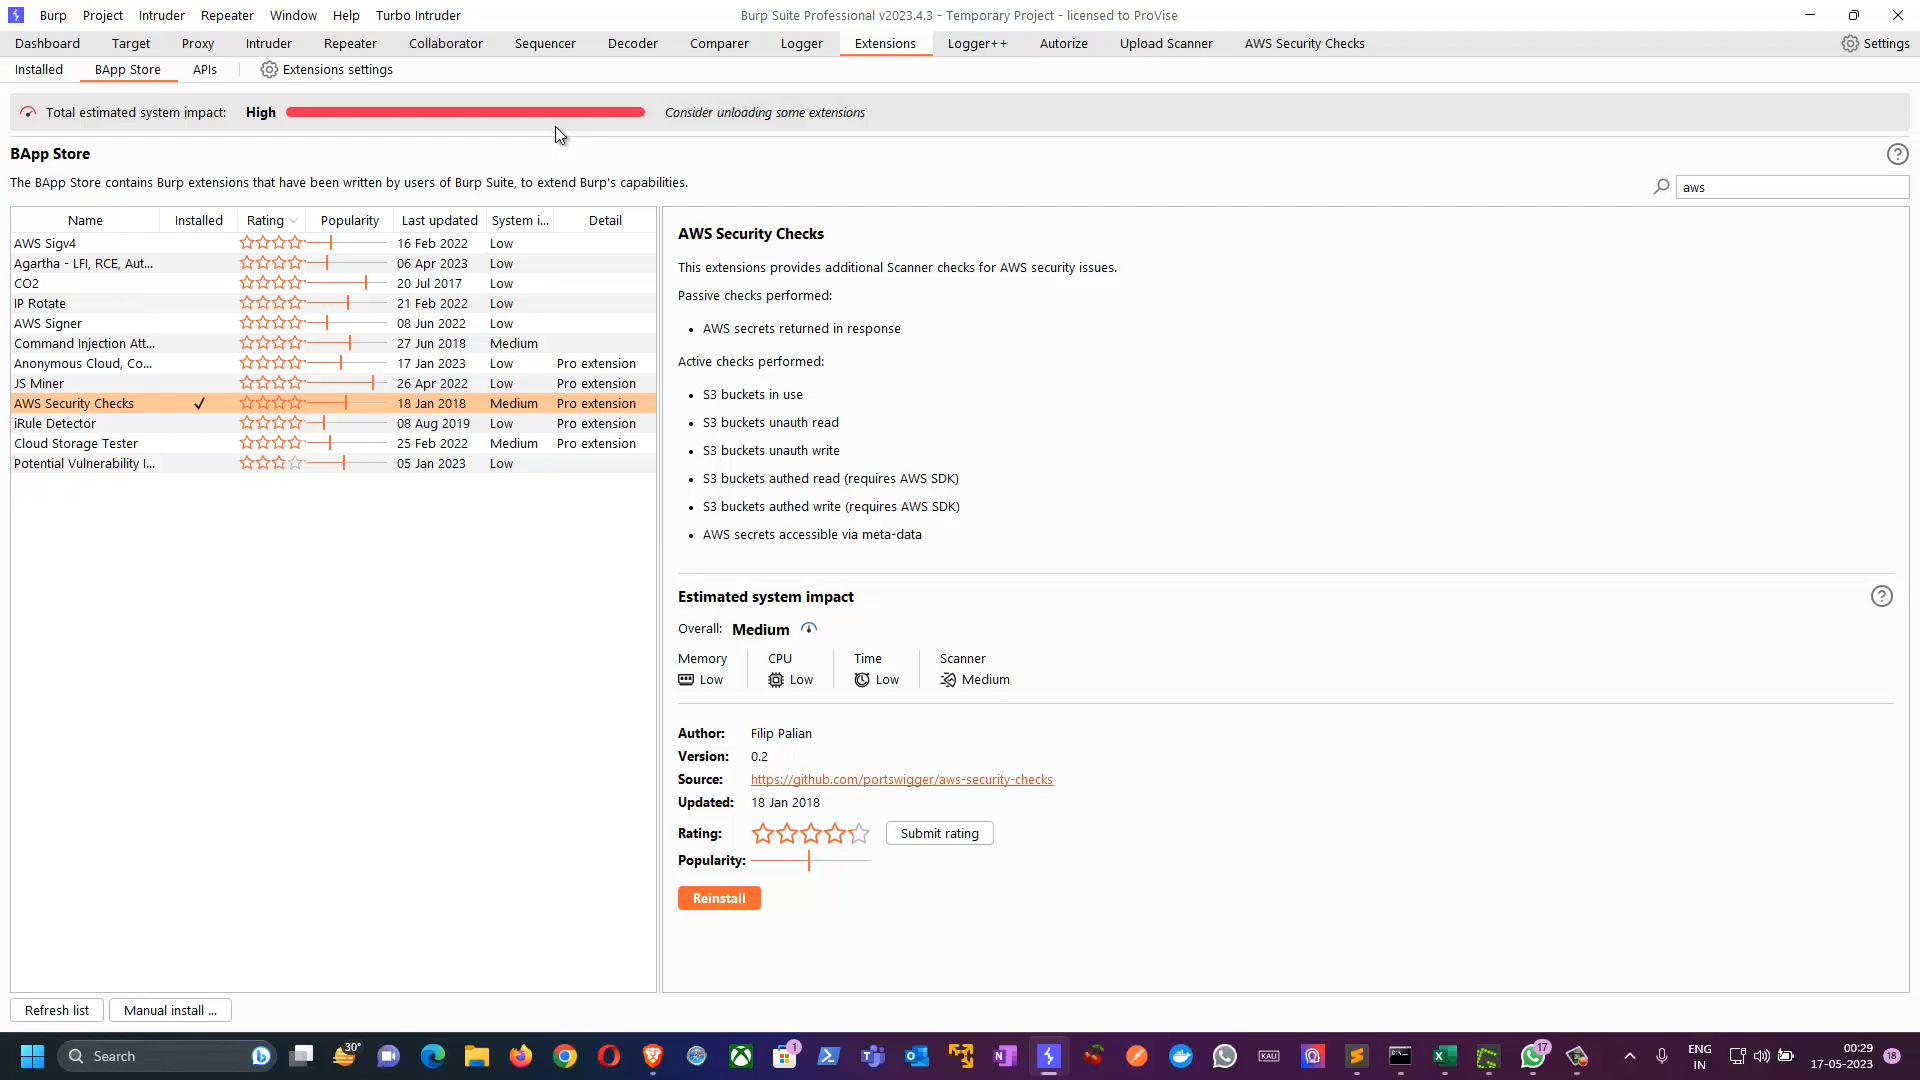 Burp Project Intruder Repeater Window Help Turbo Intruder Burp Suite Professional v2023.4.3 - Temporary Project - licensed to ProVise
Dashboard Target Proxy Intruder Repeater Collaborator Sequencer Decoder Comparer Logger Extensions Logger++ Autorize Upload Scanner AWS Security Checks Settings
Installed BApp Store APIs Extensions settings
Total estimated system impact: High Consider unloading some extensions
BApp Store
The BApp Store contains Burp extensions that have been written by users of Burp Suite, to extend Burp's capabilities.
aws
Name Installed Rating Popularity Last updated System i... Detail
AWS Sigv4 16 Feb 2022 Low
Agartha - LFI, RCE, Aut... 06 Apr 2023 Low
CO2 20 Jul 2017 Low
IP Rotate 21 Feb 2022 Low
AWS Signer 08 Jun 2022 Low
Command Injection Att... 27 Jun 2018 Medium
Anonymous Cloud, Co... 17 Jan 2023 Low Pro extension
JS Miner 26 Apr 2022 Low Pro extension
AWS Security Checks ✓ 18 Jan 2018 Medium Pro extension
iRule Detector 08 Aug 2019 Low Pro extension
Cloud Storage Tester 25 Feb 2022 Medium Pro extension
Potential Vulnerability I... 05 Jan 2023 Low
AWS Security Checks
This extensions provides additional Scanner checks for AWS security issues.
Passive checks performed:
• AWS secrets returned in response
Active checks performed:
• S3 buckets in use
• S3 buckets unauth read
• S3 buckets unauth write
• S3 buckets authed read (requires AWS SDK)
• S3 buckets authed write (requires AWS SDK)
• AWS secrets accessible via meta-data
Estimated system impact
Overall: Medium
Memory CPU Time Scanner
Low Low Low Medium
Author: Filip Palian
Version: 0.2
Source: https://github.com/portswigger/aws-security-checks
Updated: 18 Jan 2018
Rating: Submit rating
Popularity:
Reinstall
Refresh list Manual install ...
Search 30° 1 KALI 17 ENG 00:29
IN 17-05-2023 18